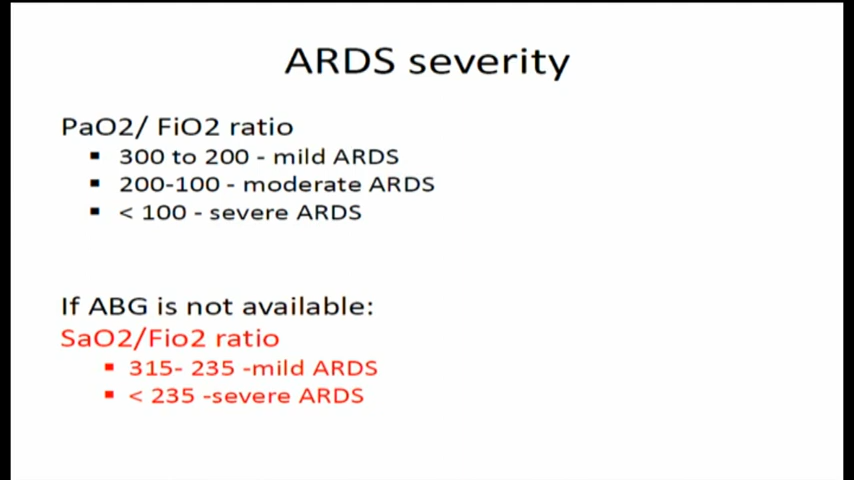 ARDS severity
PaO2/ FiO2 ratio
▪ 300 to 200 - mild ARDS
▪ 200-100 - moderate ARDS
▪ < 100 - severe ARDS
If ABG is not available:
SaO2/Fio2 ratio
▪ 315- 235 -mild ARDS
▪ < 235 -severe ARDS